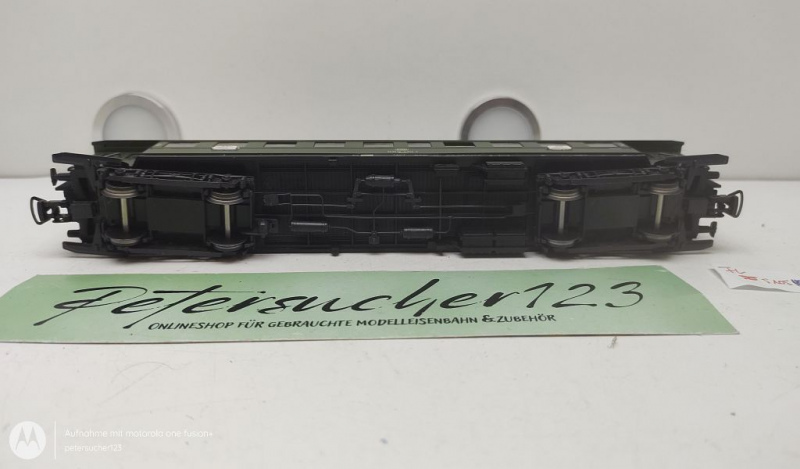 Petersucher123
ONLINESHOP FÜR GEBRAUCHTE MODELLEISENBAHN & ZUBEHÖR
Aufnahme mit motorola one fusion+
petersucher123